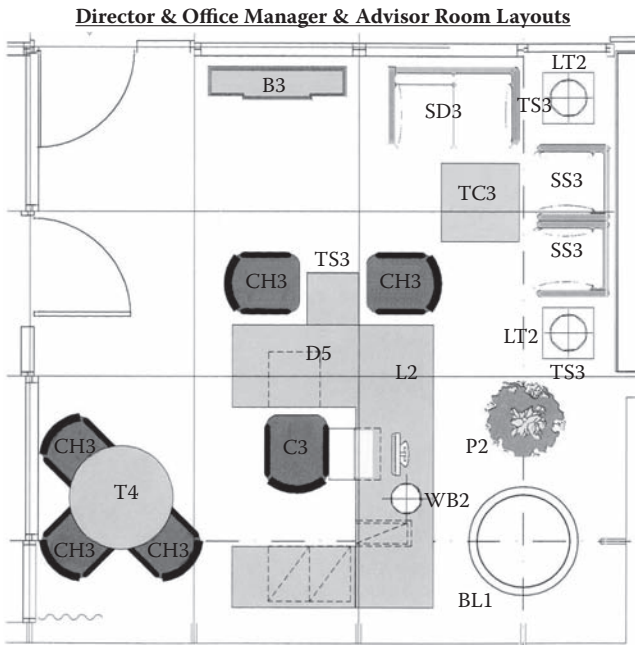 Director & Office Manager & Advisor Room Layouts
LT2
B3
SD3
TS3
SS3
TC3
SS3
TS3
CH3
CH3
LT2
D5
L2
TS3
CH3
C3
P2
T4
WB2
CH3
CH3
BL1